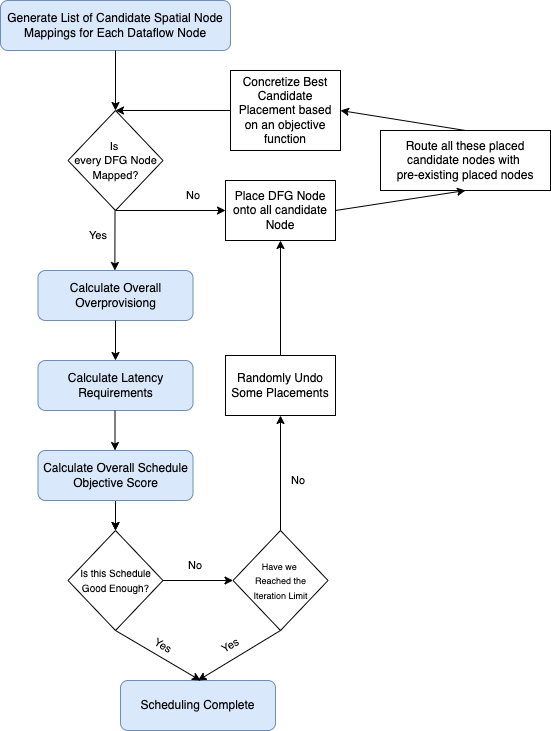 Generate List of Candidate Spatial Node
Mappings for Each Dataflow Node
Concretize Best
Candidate
Placement based
on an objective
function
Is
every DFG Node
Mapped?
Route all these placed
candidate nodes with
pre-existing placed nodes
No
Place DFG Node
onto all candidate
Node
Yes
Calculate Overall
Overprovisiong
Calculate Latency
Requirements
Randomly Undo
Some Placements
Calculate Overall Schedule
Objective Score
No
Is this Schedule
Good Enough?
No
Have we
Reached the
Iteration Limit
Yes
Yes
Scheduling Complete